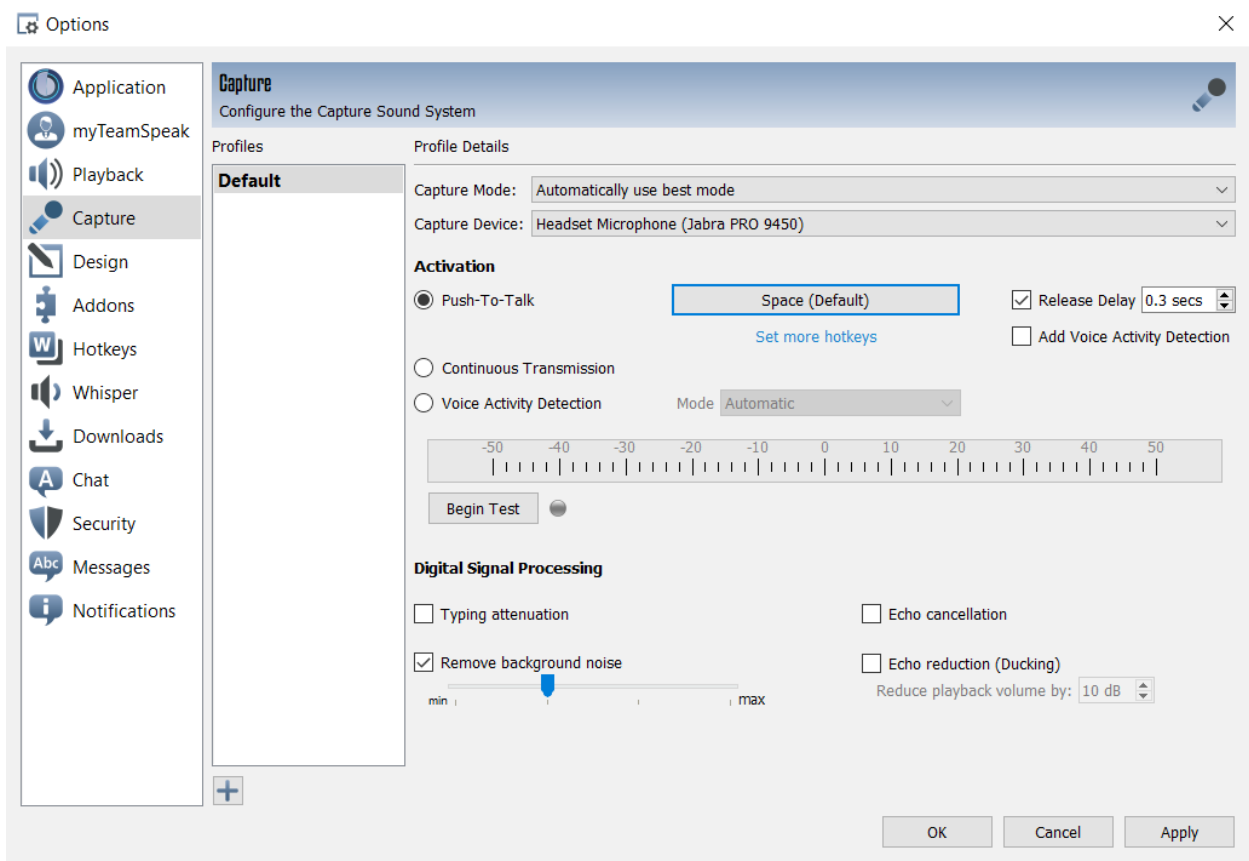 Options
Application
myTeamSpeak
Playback
Capture
Design
Addons
W
Hotkeys
Whisper
Downloads
A
Chat
Security
Abc
Messages
i
Notifications
Capture
Configure the Capture Sound System
Profiles
Default
Profile Details
Capture Mode: Automatically use best mode
Capture Device: Headset Microphone (Jabra PRO 9450)
Activation
Push-To-Talk Space (Default) Release Delay 0.3 secs
Set more hotkeys Add Voice Activity Detection
Continuous Transmission
Voice Activity Detection Mode Automatic
-50 -40 -30 -20 -10 0 10 20 30 40 50
Begin Test
Digital Signal Processing
Typing attenuation Echo cancellation
Remove background noise Echo reduction (Ducking)
min max Reduce playback volume by: 10 dB
OK Cancel Apply